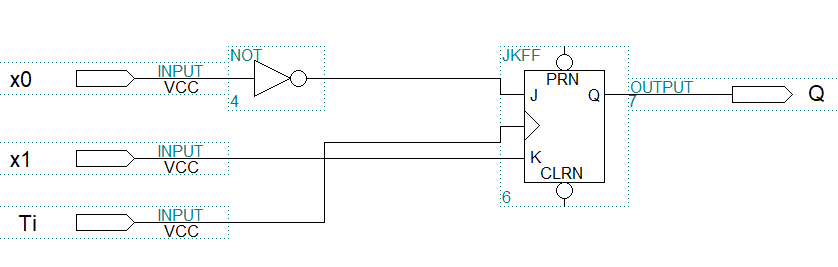 NOT
JKFF
x0
INPUT
VCC
4
PRN
J
Q
OUTPUT
7
Q
x1
INPUT
VCC
K
CLRN
6
Ti
INPUT
VCC